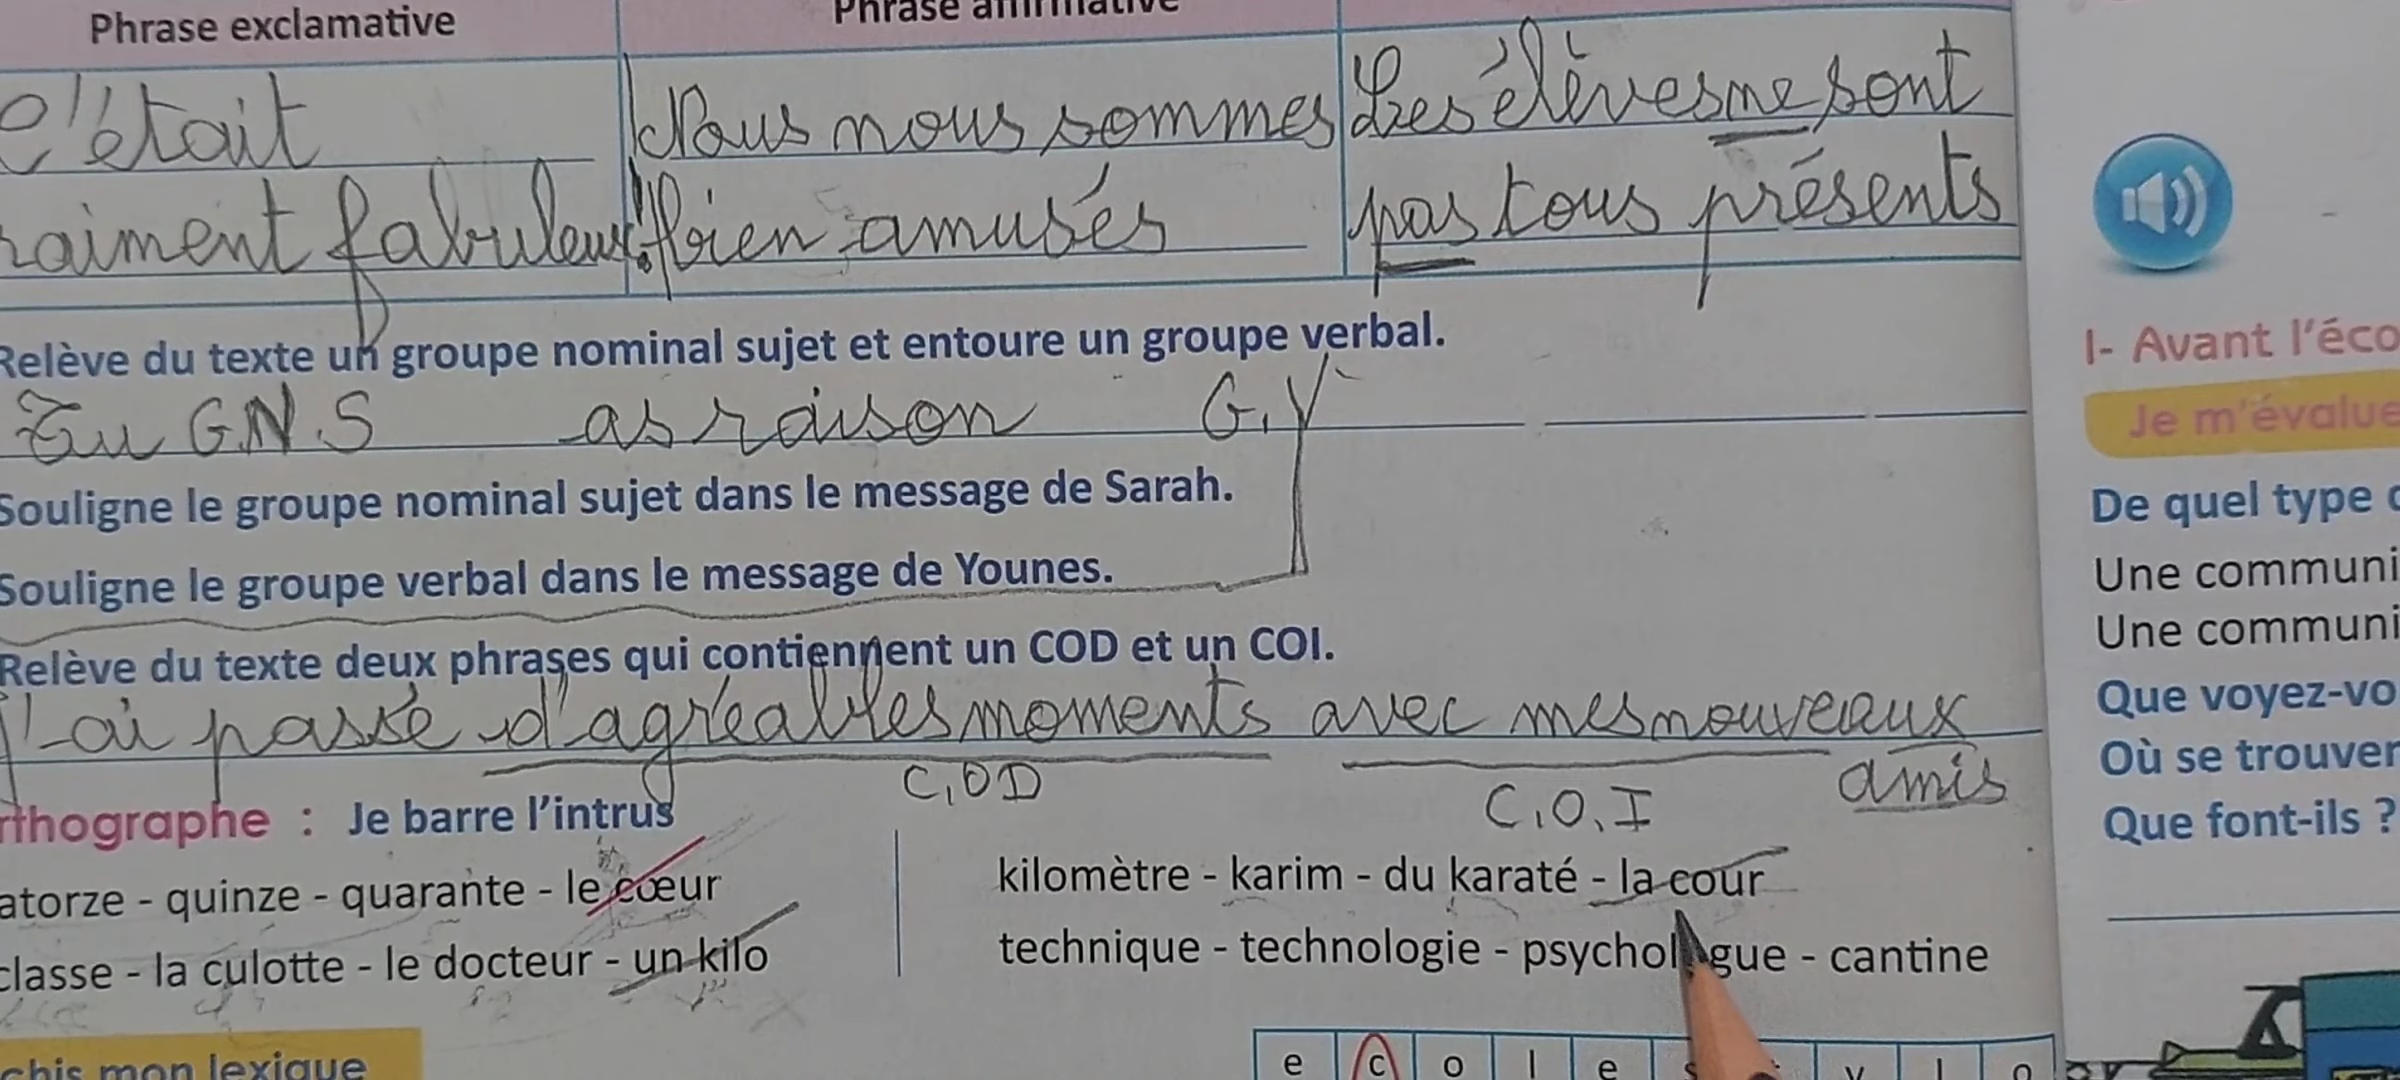 Phrase exclamative
Phrase affirmative
c'était
raiment fabuleux!
Nous nous sommes
bien amusés
Les élèves ne sont
pas tous présents
Relève du texte un groupe nominal sujet et entoure un groupe verbal.
Tu G.N.S as raison G.V
Souligne le groupe nominal sujet dans le message de Sarah.
Souligne le groupe verbal dans le message de Younes.
Relève du texte deux phrases qui contiennent un COD et un COI.
J'ai passé d'agréables moments avec mes nouveaux
amis
C.OD
C.O.I
rthographe : Je barre l'intrus
atorze - quinze - quarante - le cœur
classe - la culotte - le docteur - un kilo
kilomètre - karim - du karaté - la cour
technique - technologie - psychologue - cantine
chis mon lexique
e c o l e s
I- Avant l'éco
Je m'évalue
De quel type
Une communi
Une communi
Que voyez-vo
Où se trouver
Que font-ils ?